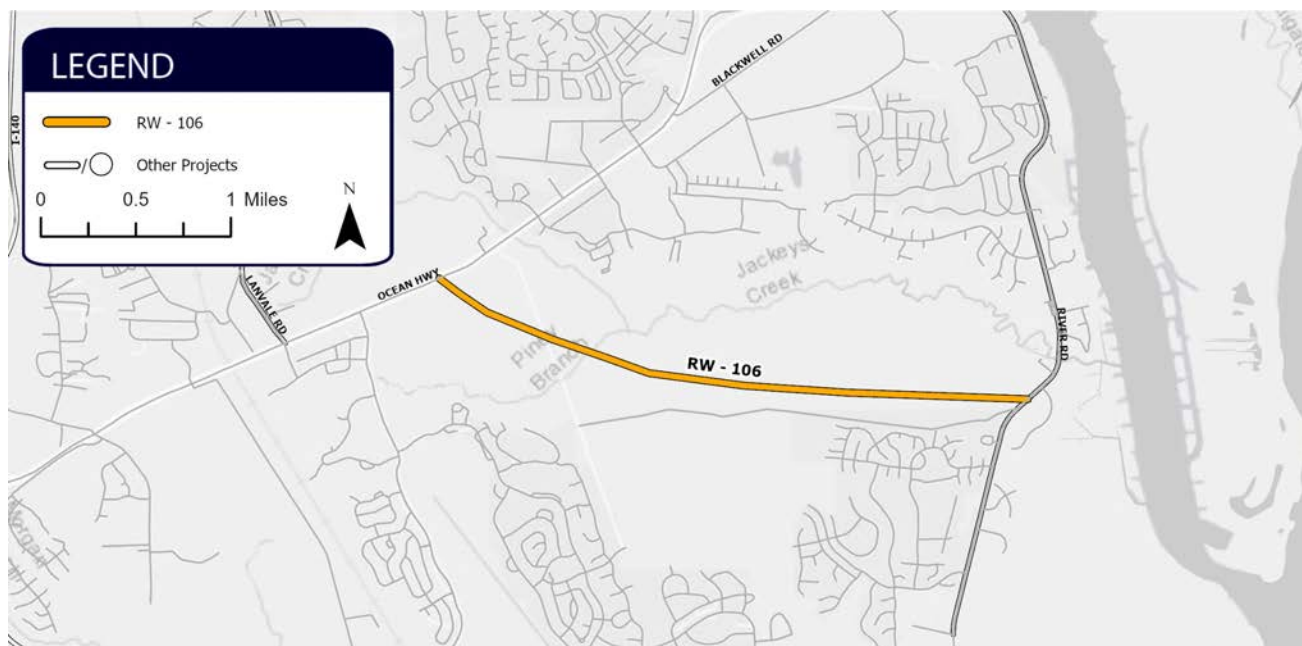 LEGEND
RW - 106
Other Projects
0 0.5 1 Miles
N
I-140
BLACKWELL RD
OCEAN HWY
LANVALE RD
Jackeys
Creek
Piney
Branch
RW - 106
RIVER RD
Morgan